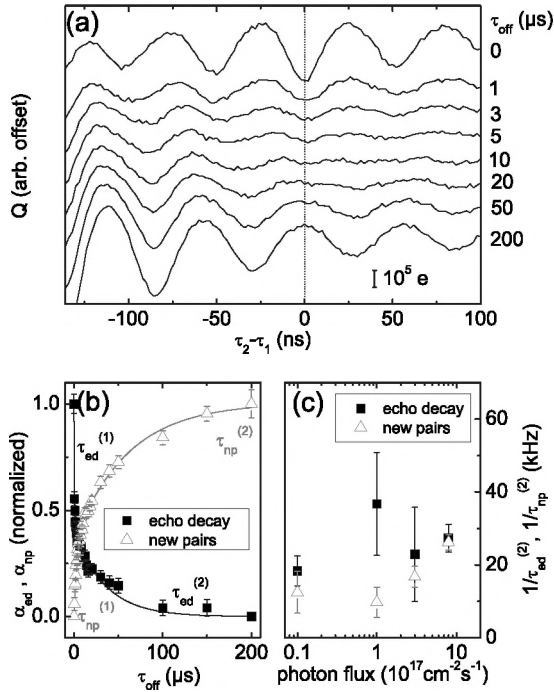 (a)
τoff (μs)
0
1
3
5
10
20
50
200
Q (arb. offset)
10⁵ e
-100 -50 0 50 100
τ₂-τ₁ (ns)
(b)
1.0
0.5
0.0
αed , αnp (normalized)
τed(1)
τnp(2)
echo decay
new pairs
τnp(1)
τed(2)
0 50 100 150 200
τoff (μs)
(c)
echo decay
new pairs
60
40
20
0
1/τed(2), 1/τnp(2) (kHz)
0.1 1 10
photon flux (10¹⁷cm⁻²s⁻¹)